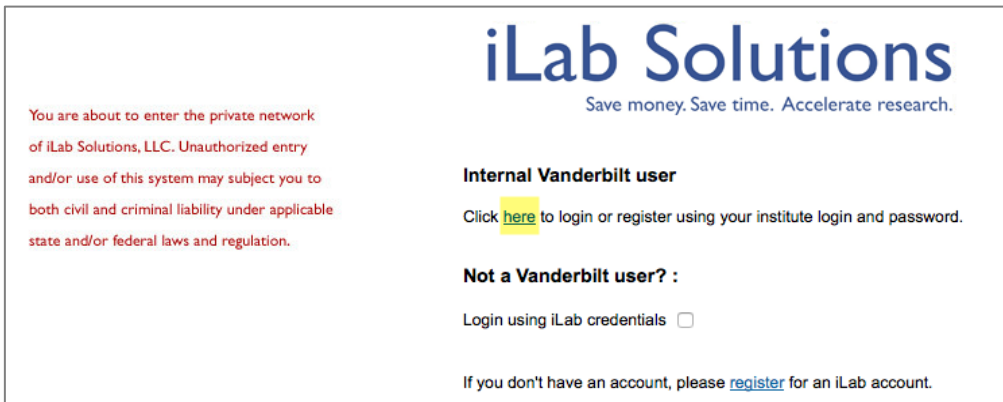 iLab Solutions
Save money. Save time. Accelerate research.
You are about to enter the private network
of iLab Solutions, LLC. Unauthorized entry
and/or use of this system may subject you to
both civil and criminal liability under applicable
state and/or federal laws and regulation.
Internal Vanderbilt user
Click here to login or register using your institute login and password.
Not a Vanderbilt user? :
Login using iLab credentials
If you don't have an account, please register for an iLab account.